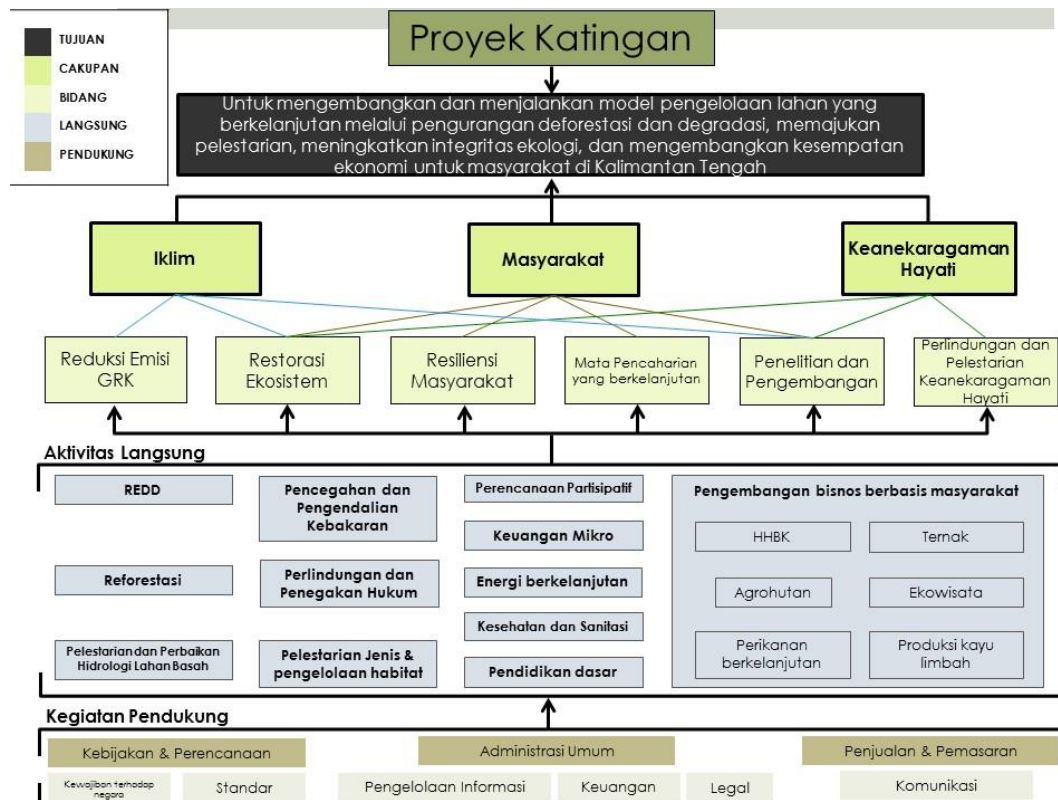 TUJUAN
CAKUPAN
BIDANG
LANGSUNG
PENDUKUNG
Proyek Katingan
Untuk mengembangkan dan menjalankan model pengelolaan lahan yang
berkelanjutan melalui pengurangan deforestasi dan degradasi, memajukan
pelestarian, meningkatkan integritas ekologi, dan mengembangkan kesempatan
ekonomi untuk masyarakat di Kalimantan Tengah
Iklim
Masyarakat
Keanekaragaman
Hayati
Reduksi Emisi
GRK
Restorasi
Ekosistem
Resiliensi
Masyarakat
Mata Pencaharian
yang berkelanjutan
Penelitian dan
Pengembangan
Perlindungan dan
Pelestarian
Keanekaragaman
Hayati
Aktivitas Langsung
REDD
Reforestasi
Pelestarian dan Perbaikan
Hidrologi Lahan Basah
Pencegahan dan
Pengendalian
Kebakaran
Perlindungan dan
Penegakan Hukum
Pelestarian Jenis &
pengelolaan habitat
Perencanaan Partisipatif
Keuangan Mikro
Energi berkelanjutan
Kesehatan dan Sanitasi
Pendidikan dasar
Pengembangan bisnos berbasis masyarakat
HHBK
Ternak
Agrohutan
Ekowisata
Perikanan
berkelanjutan
Produksi kayu
limbah
Kegiatan Pendukung
Kebijakan & Perencanaan
Administrasi Umum
Penjualan & Pemasaran
Kewajiban terhadap
negara
Standar
Pengelolaan Informasi
Keuangan
Legal
Komunikasi